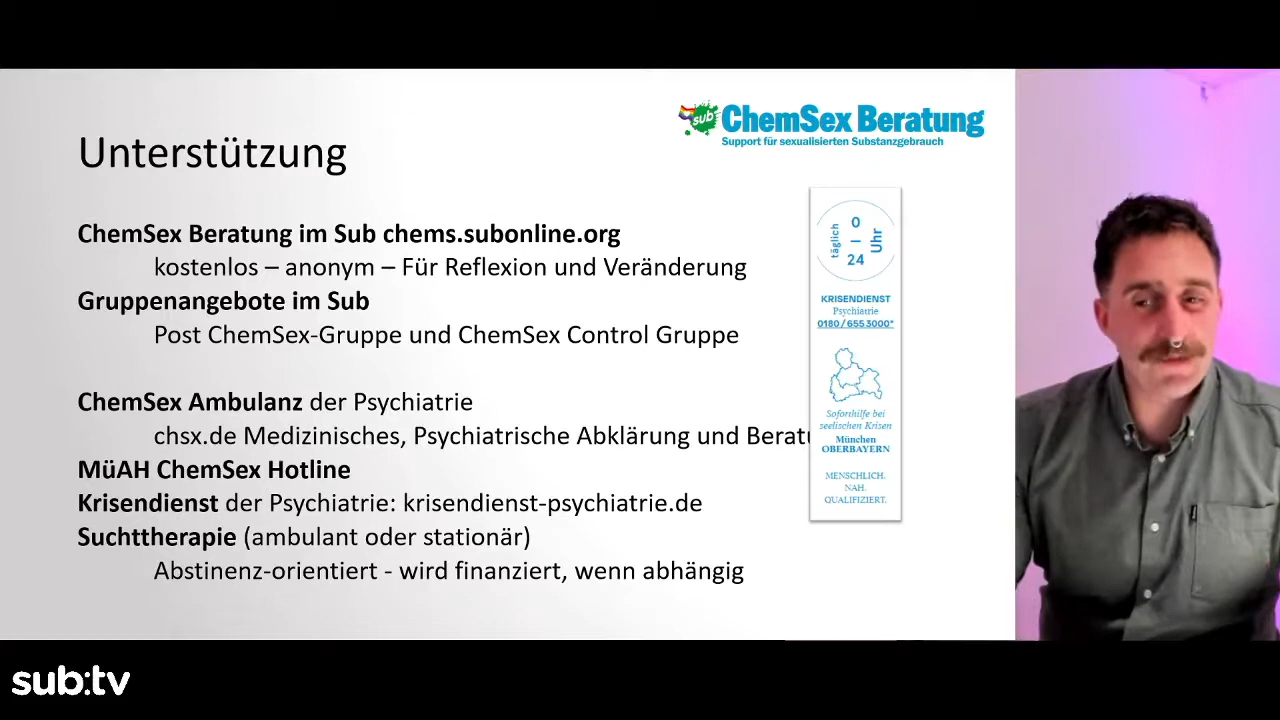 Unterstützung
sub
ChemSex Beratung
Support für sexualisierten Substanzgebrauch
ChemSex Beratung im Sub chems.subonline.org
kostenlos – anonym – Für Reflexion und Veränderung
Gruppenangebote im Sub
Post ChemSex-Gruppe und ChemSex Control Gruppe
ChemSex Ambulanz der Psychiatrie
chsx.de Medizinisches, Psychiatrische Abklärung und Beratu
MüAH ChemSex Hotline
Krisendienst der Psychiatrie: krisendienst-psychiatrie.de
Suchttherapie (ambulant oder stationär)
Abstinenz-orientiert - wird finanziert, wenn abhängig
täglich
0
–
24
Uhr
KRISENDIENST
Psychiatrie
0180/6553000*
Soforthilfe bei
seelischen Krisen
München
OBERBAYERN
MENSCHLICH.
NAH.
QUALIFIZIERT.
sub:tv